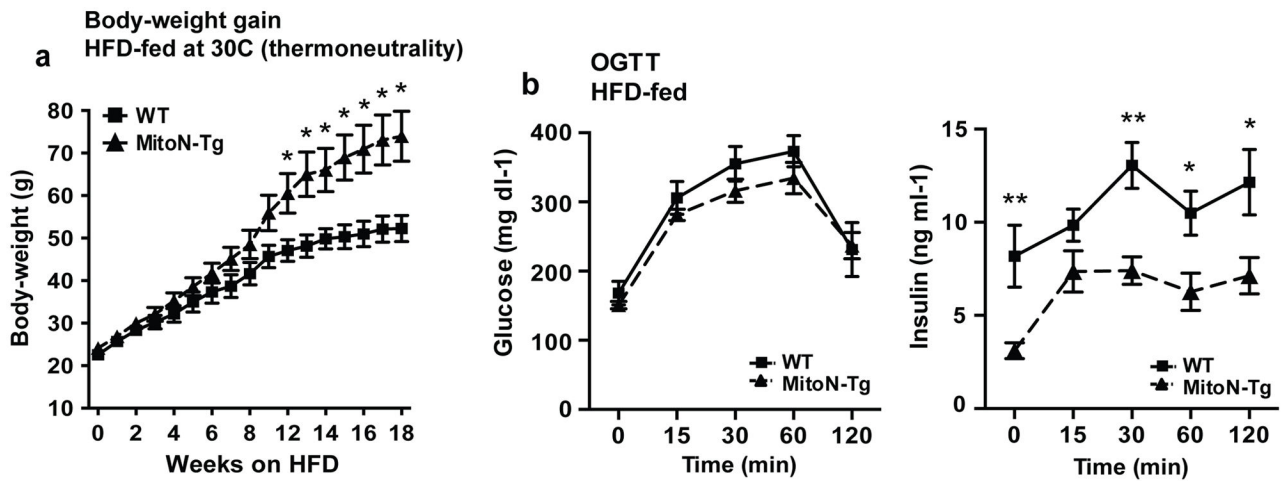 Body-weight gain
HFD-fed at 30C (thermoneutrality)
a
WT
MitoN-Tg
80
70
60
50
40
30
20
10
Body-weight (g)
* * * * * * *
0 2 4 6 8 10 12 14 16 18
Weeks on HFD
b
OGTT
HFD-fed
400
300
200
100
0
Glucose (mg dl-1)
WT
MitoN-Tg
0 15 30 60 120
Time (min)
15
10
5
0
Insulin (ng ml-1)
** ** * *
WT
MitoN-Tg
0 15 30 60 120
Time (min)